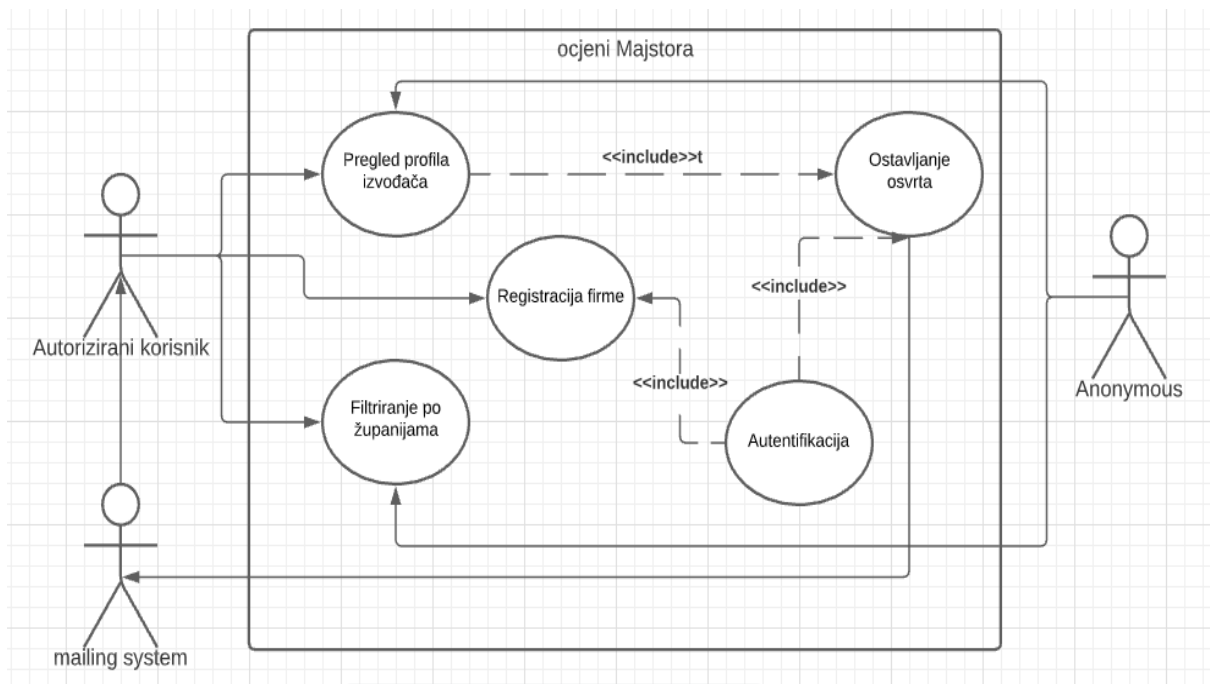 ocjeni Majstora
Pregled profila
izvođača
<<include>>t
Ostavljanje
osvrta
Registracija firme
<<include>>
Autorizirani korisnik
<<include>>
Anonymous
Filtriranje po
županijama
Autentifikacija
mailing system